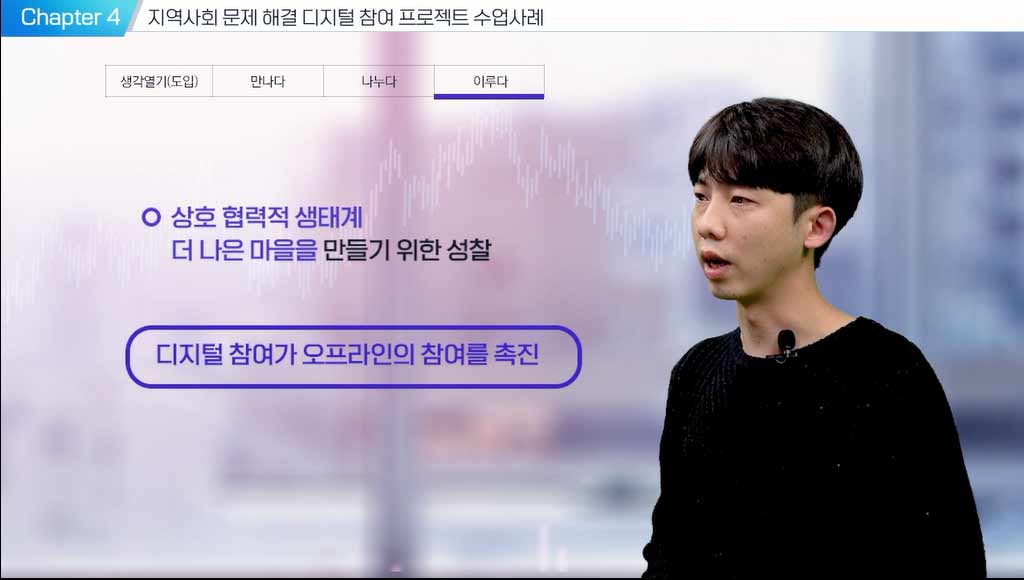 Chapter 4 지역사회 문제 해결 디지털 참여 프로젝트 수업사례
생각열기(도입) 만나다 나누다 이루다
상호 협력적 생태계
더 나은 마을을 만들기 위한 성찰
디지털 참여가 오프라인의 참여를 촉진